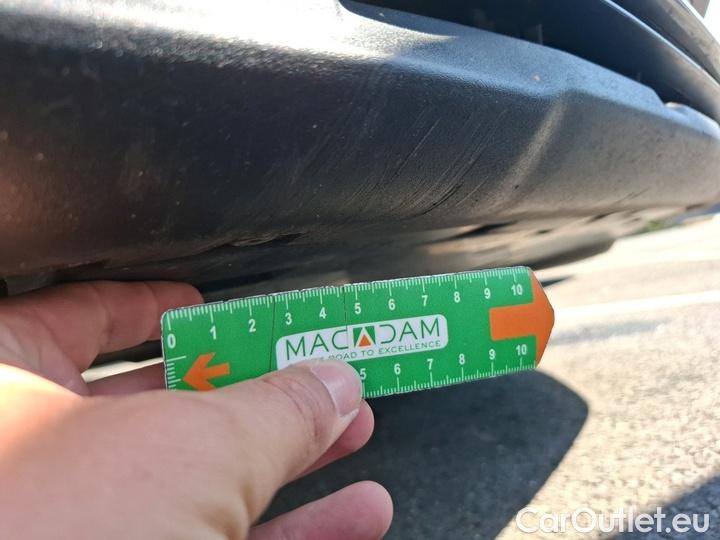 0 1 2 3 4 5 6 7 8 9 10
MACADAM
ROAD TO EXCELLENCE
5 6 7 8 9 10
CarOutlet.eu